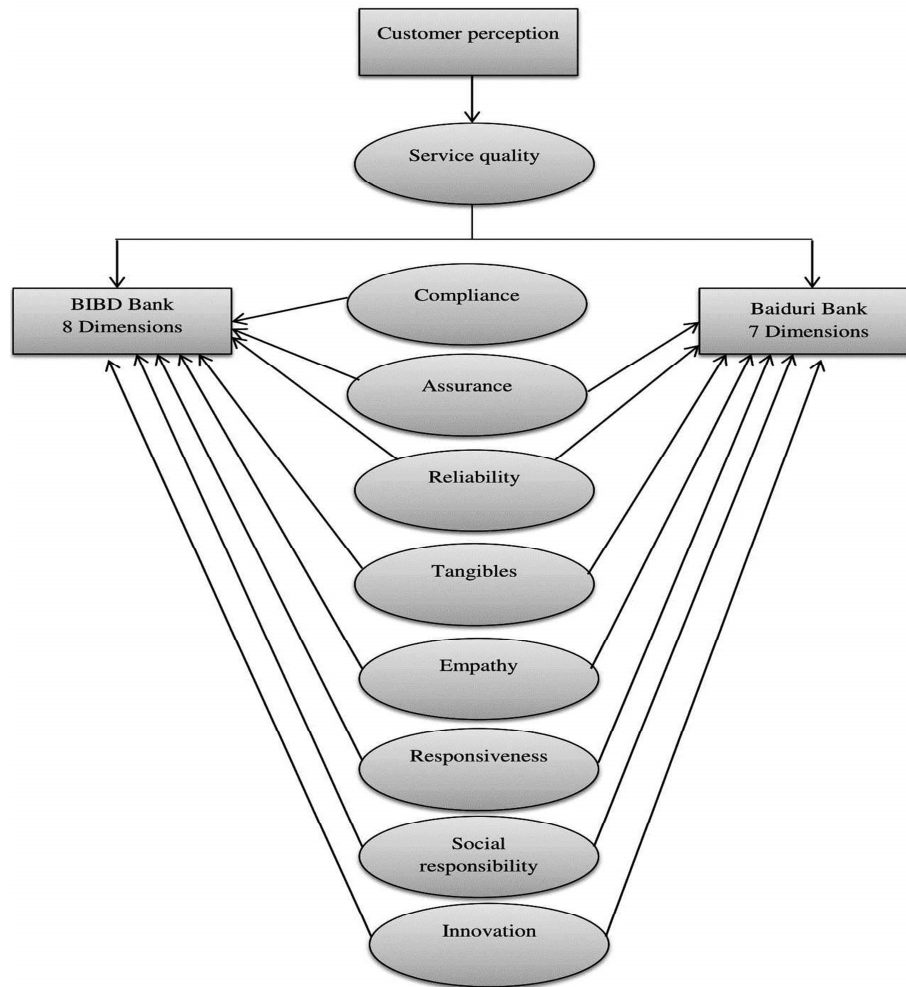 Customer perception
Service quality
BIBD Bank
8 Dimensions
Compliance
Baiduri Bank
7 Dimensions
Assurance
Reliability
Tangibles
Empathy
Responsiveness
Social
responsibility
Innovation